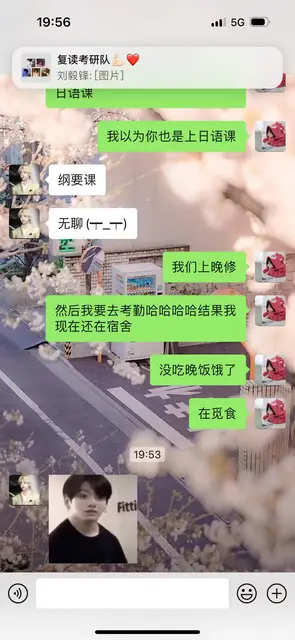 19:56
5G
复读考研队💪🏻❤️
刘毅锋: [图片]
日语课
我以为你也是上日语课
纲要课
无聊 (┭_┮)
我们上晚修
然后我要去考勤哈哈哈哈结果我
现在还在宿舍
没吃晚饭饿了
在觅食
19:53
Fitti